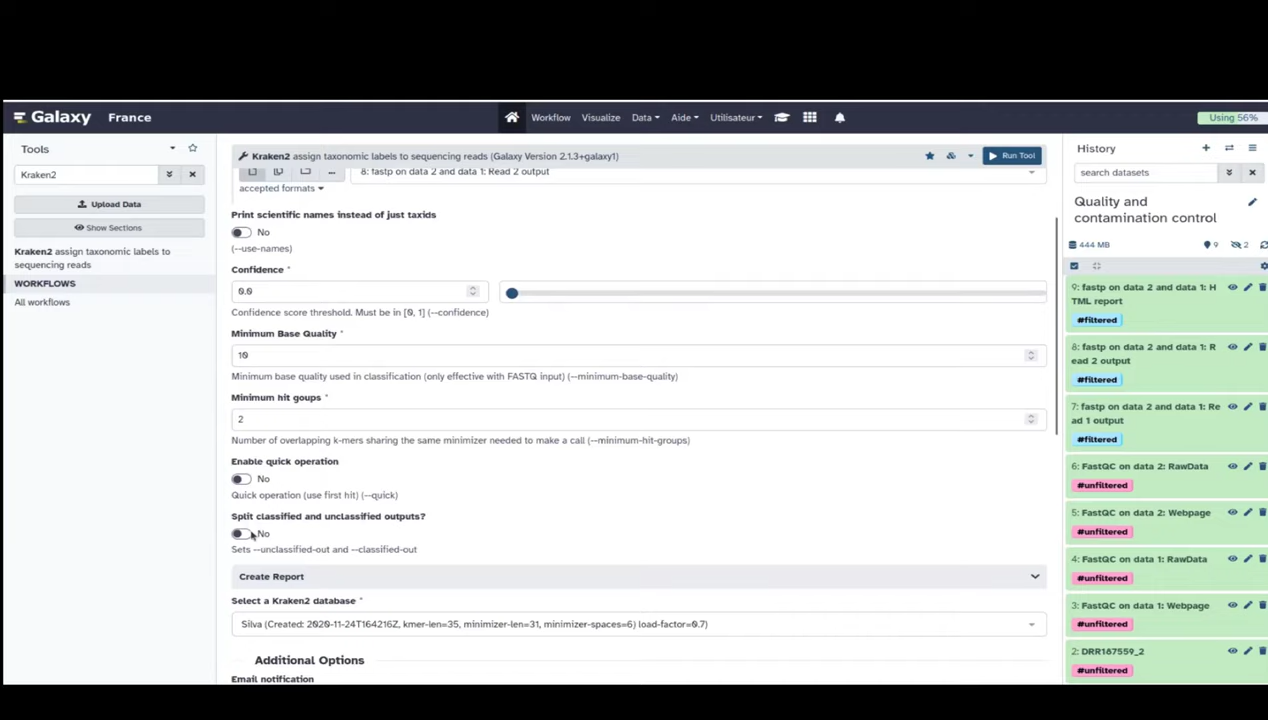 Galaxy France
Workflow Visualize Data Aide Utilisateur
Using 56%
Tools
Kraken2
Upload Data
Show Sections
Kraken2 assign taxonomic labels to
sequencing reads
WORKFLOWS
All workflows
Kraken2 assign taxonomic labels to sequencing reads (Galaxy Version 2.1.3+galaxy1)
Run Tool
8: fastp on data 2 and data 1: Read 2 output
accepted formats
Print scientific names instead of just taxids
No
(--use-names)
Confidence *
0.0
Confidence score threshold. Must be in [0, 1] (--confidence)
Minimum Base Quality *
10
Minimum base quality used in classification (only effective with FASTQ input) (--minimum-base-quality)
Minimum hit goups *
2
Number of overlapping k-mers sharing the same minimizer needed to make a call (--minimum-hit-groups)
Enable quick operation
No
Quick operation (use first hit) (--quick)
Split classified and unclassified outputs?
No
Sets --unclassified-out and --classified-out
Create Report
Select a Kraken2 database *
Silva (Created: 2020-11-24T164216Z, kmer-len=35, minimizer-len=31, minimizer-spaces=6) load-factor=0.7)
Additional Options
Email notification
History
search datasets
Quality and
contamination control
444 MB
9
2
9: fastp on data 2 and data 1: H
TML report
#filtered
8: fastp on data 2 and data 1: R
ead 2 output
#filtered
7: fastp on data 2 and data 1: Re
ad 1 output
#filtered
6: FastQC on data 2: RawData
#unfiltered
5: FastQC on data 2: Webpage
#unfiltered
4: FastQC on data 1: RawData
#unfiltered
3: FastQC on data 1: Webpage
#unfiltered
2: DRR187559_2
#unfiltered